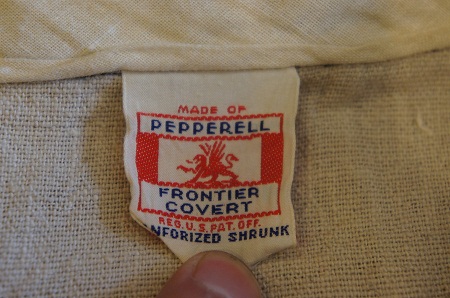 MADE OF
PEPPERELL
FRONTIER
COVERT
REG. U.S. PAT. OFF.
NFORIZED SHRUNK